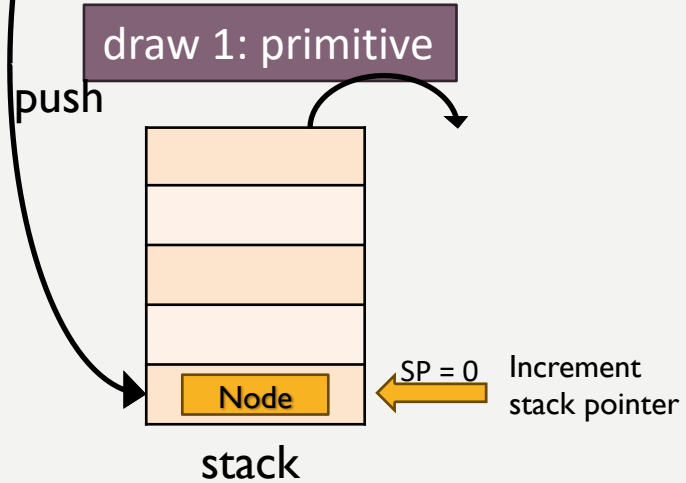 draw 1: primitive
push
Node
SP = 0
Increment
stack pointer
stack